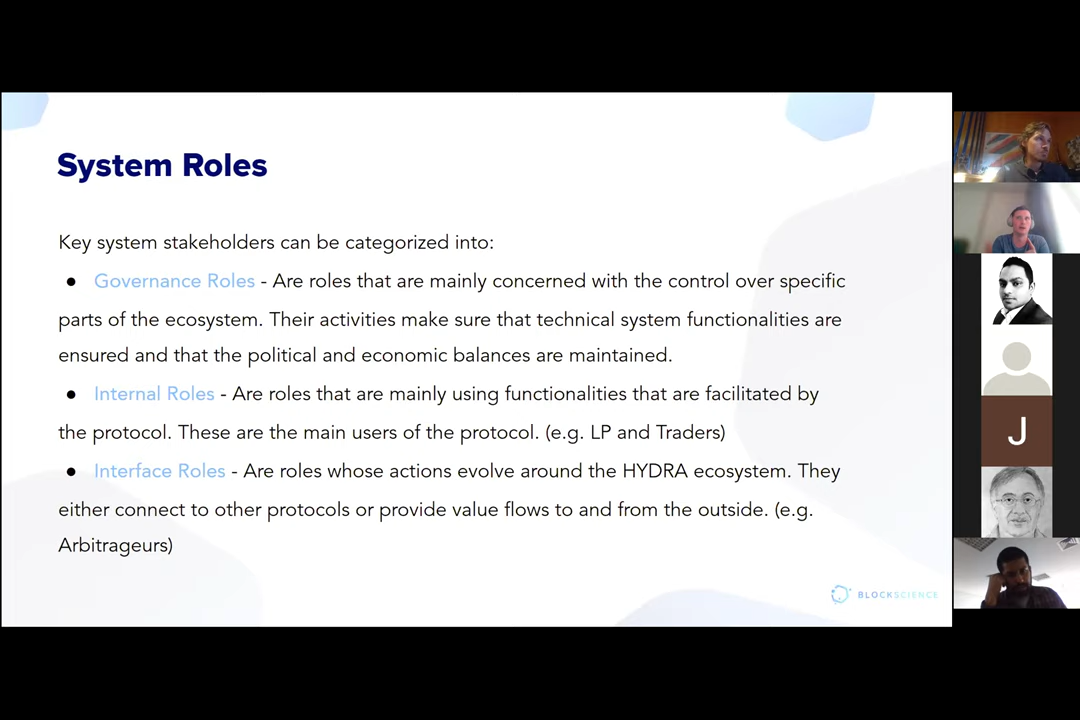 System Roles
Key system stakeholders can be categorized into:
● Governance Roles - Are roles that are mainly concerned with the control over specific
parts of the ecosystem. Their activities make sure that technical system functionalities are
ensured and that the political and economic balances are maintained.
● Internal Roles - Are roles that are mainly using functionalities that are facilitated by
the protocol. These are the main users of the protocol. (e.g. LP and Traders)
● Interface Roles - Are roles whose actions evolve around the HYDRA ecosystem. They
either connect to other protocols or provide value flows to and from the outside. (e.g.
Arbitrageurs)
BLOCKSCIENCE
J